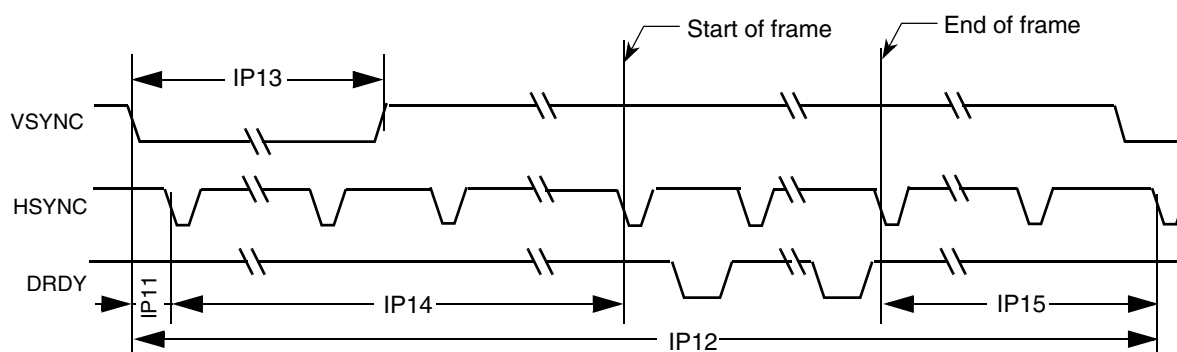 Start of frame
End of frame
IP13
VSYNC
HSYNC
DRDY
IP11
IP14
IP15
IP12